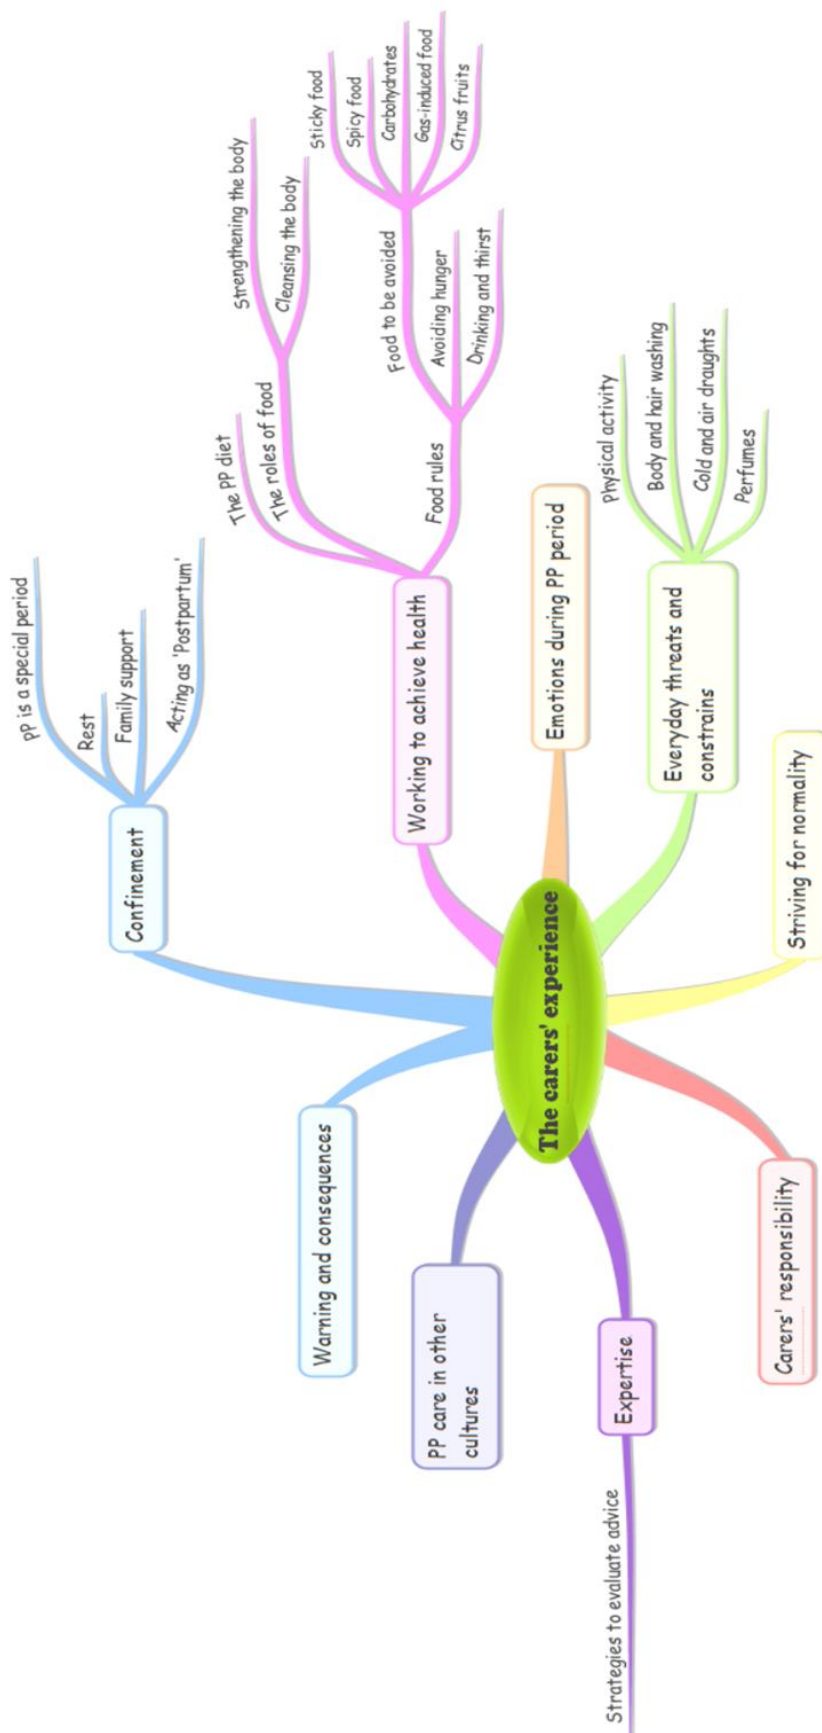 The carers' experience
Confinement
PP is a special period
Rest
Family support
Acting as 'Postpartum'
Working to achieve health
The PP diet
The roles of food
Strengthening the body
Cleansing the body
Food rules
Food to be avoided
Sticky food
Spicy food
Carbohydrates
Gas-induced food
Citrus fruits
Avoiding hunger
Drinking and thirst
Emotions during PP period
Everyday threats and
constrains
Physical activity
Body and hair washing
Cold and air draughts
Perfumes
Striving for normality
Carers' responsibility
Expertise
Strategies to evaluate advice
PP care in other
cultures
Warning and consequences